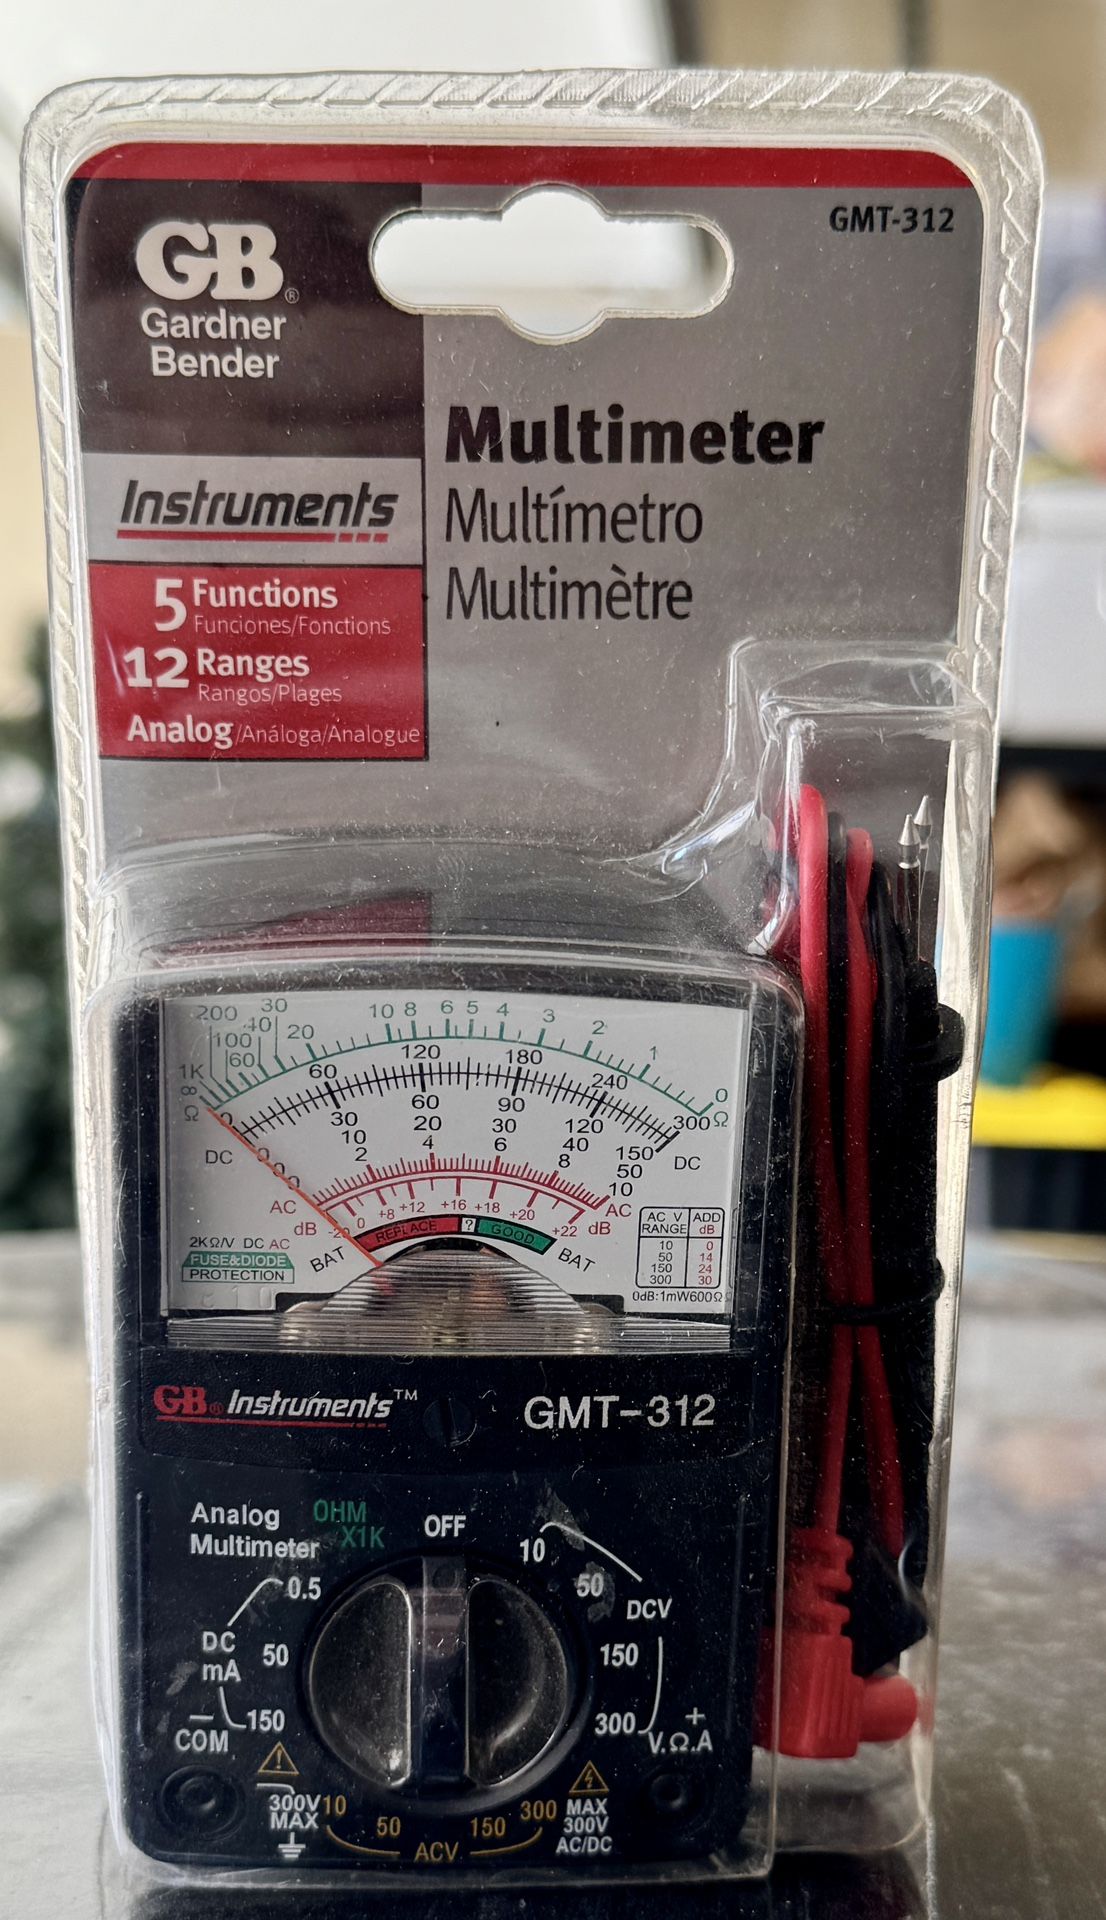 GMT-312
GB®
Gardner
Bender
Multimeter
Multímetro
Multimètre
Instruments
5 Functions
Funciones/Fonctions
12 Ranges
Rangos/Plages
Analog/Análoga/Analogue
1K 200 100 60 40 30 20 10 8 6 5 4 3 2 1 0
∞
Ω Ω
0 60 120 180 240 300
0 30 60 90 120 150
0 10 20 30 40 50
DC DC
0 2 4 6 8 10
AC AC
dB -20 0 +8 +12 +16 +18 +20 +22 dB
BAT REPLACE ? GOOD BAT
2KΩ/V DC AC
FUSE&DIODE
PROTECTION
AC V RANGE ADD dB
10 0
50 14
150 24
300 30
0dB:1mW600Ω
GB® Instruments™
GMT-312
Analog
Multimeter
OHM
X1K
OFF
10
50
DCV
150
300
0.5
DC
mA
50
150
−
COM
+
V.Ω.A
300V
MAX
10
50
ACV
150
300
MAX
300V
AC/DC